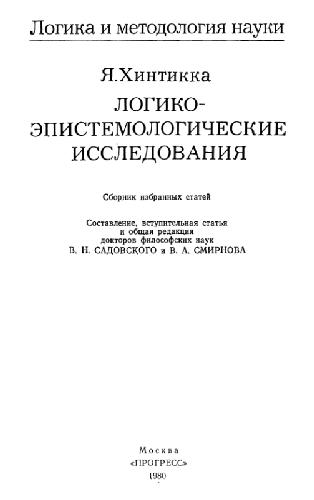 Логика и методология науки
Я.Хинтикка
ЛОГИКО-
ЭПИСТЕМОЛОГИЧЕСКИЕ
ИССЛЕДОВАНИЯ
Сборник избранных статей
Составление, вступительная статья
и общая редакция
докторов философских наук
В. Н. САДОВСКОГО и В. А. СМИРНОВА
Москва
«ПРОГРЕСС»
1980